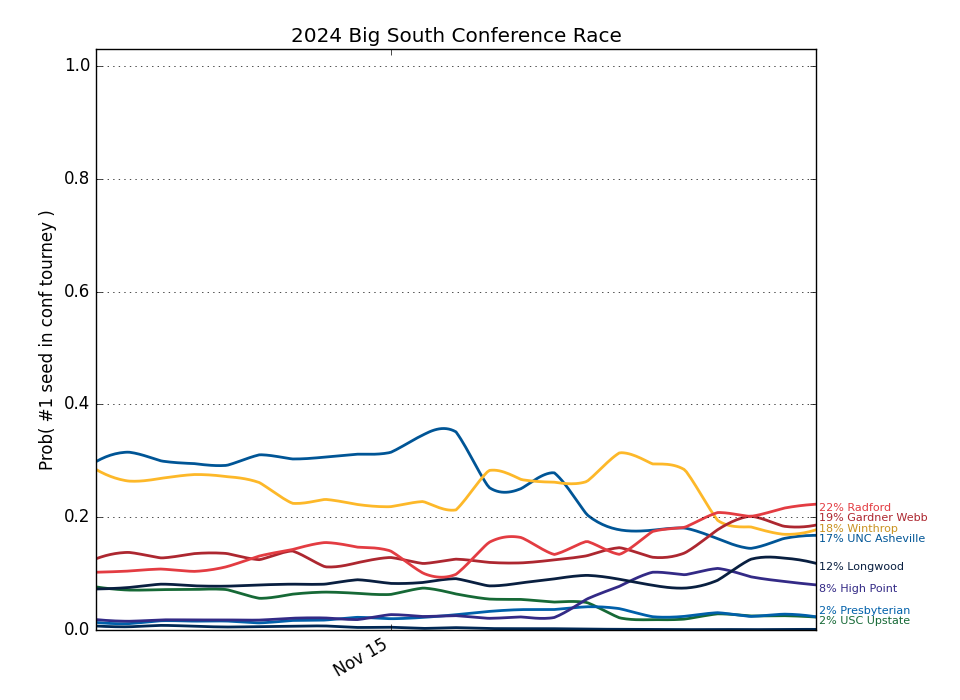 2024 Big South Conference Race
Prob( #1 seed in conf tourney )
1.0
0.8
0.6
0.4
0.2
0.0
Nov 15
22% Radford
19% Gardner Webb
18% Winthrop
17% UNC Asheville
12% Longwood
8% High Point
2% Presbyterian
2% USC Upstate